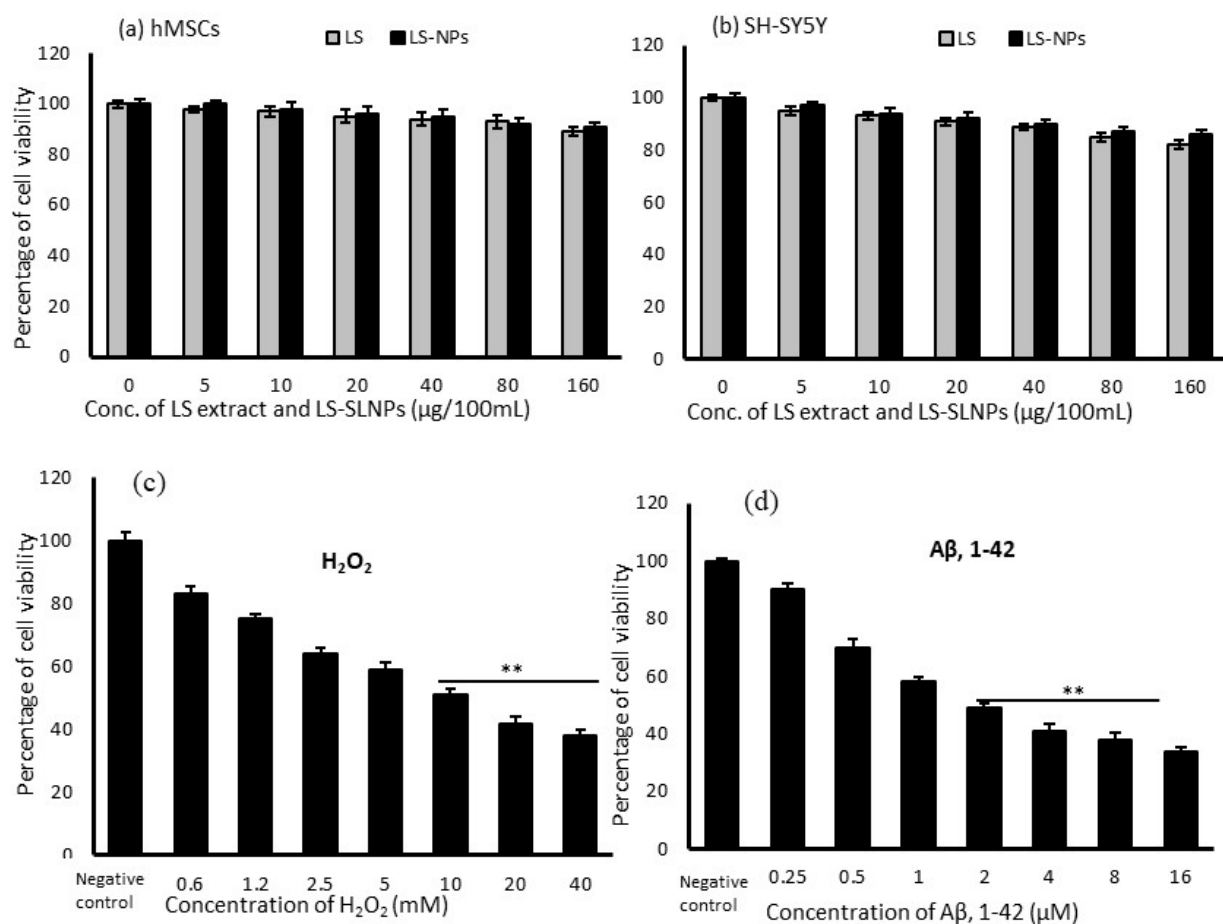 (a) hMSCs
LS LS-NPs
Percentage of cell viability
120
100
80
60
40
20
0
0 5 10 20 40 80 160
Conc. of LS extract and LS-SLNPs (µg/100mL)
(b) SH-SY5Y
LS LS-NPs
Percentage of cell viability
120
100
80
60
40
20
0
0 5 10 20 40 80 160
Conc. of LS extract and LS-SLNPs (µg/100mL)
(c)
H₂O₂
**
Percentage of cell viability
120
100
80
60
40
20
0
Negative
control
0.6 1.2 2.5 5 10 20 40
Concentration of H₂O₂ (mM)
(d)
Aβ, 1-42
**
Percentage of cell viability
120
100
80
60
40
20
0
Negative
control
0.25 0.5 1 2 4 8 16
Concentration of Aβ, 1-42 (µM)